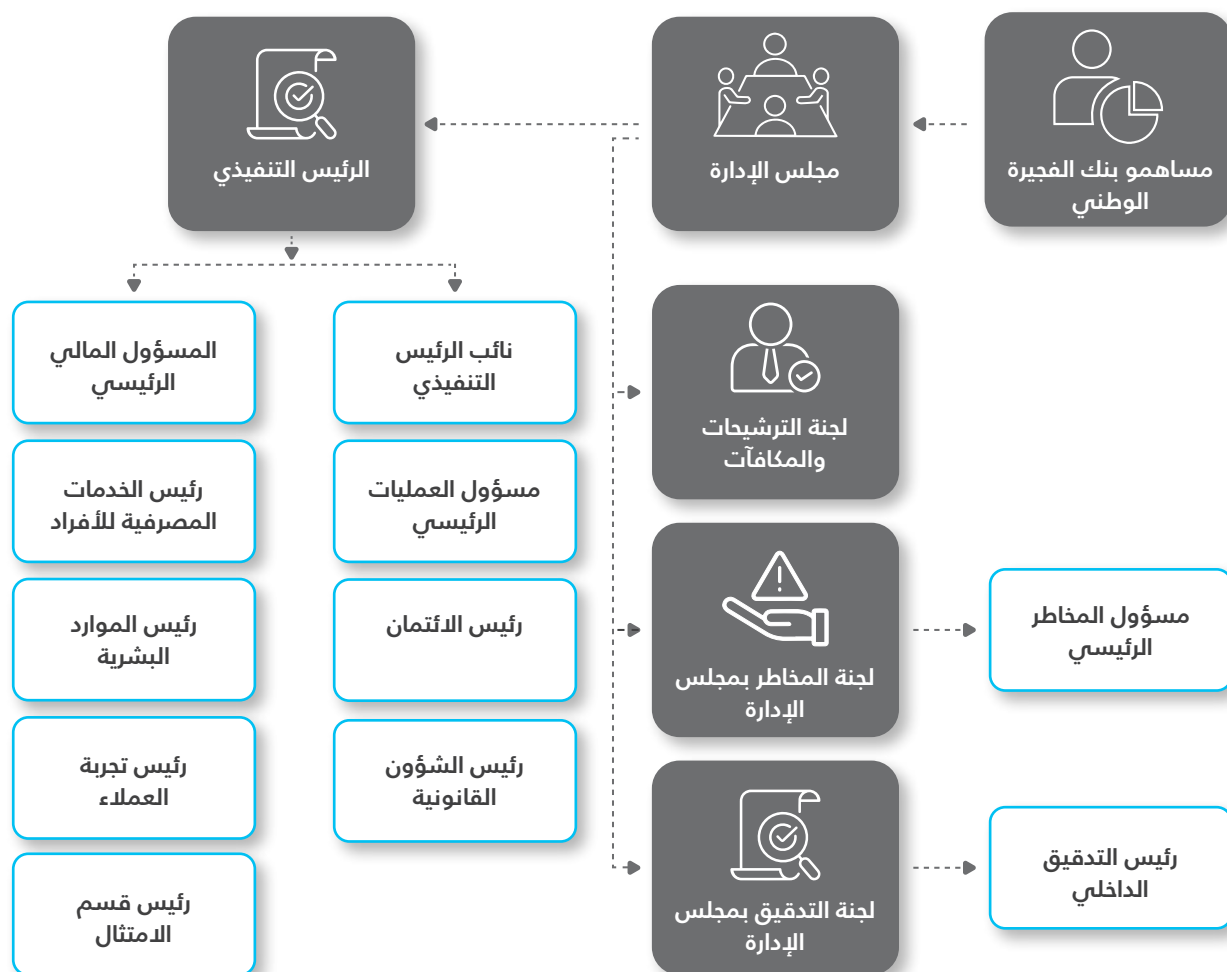 مساهمو بنك الفجيرة
الوطني
مجلس الإدارة
الرئيس التنفيذي
نائب الرئيس
التنفيذي
المسؤول المالي
الرئيسي
لجنة الترشيحات
والمكافآت
مسؤول العمليات
الرئيسي
رئيس الخدمات
المصرفية للأفراد
مسؤول المخاطر
الرئيسي
لجنة المخاطر بمجلس
الإدارة
رئيس الائتمان
رئيس الموارد
البشرية
رئيس الشؤون
القانونية
رئيس تجربة
العملاء
رئيس التدقيق
الداخلي
لجنة التدقيق بمجلس
الإدارة
رئيس قسم
الامتثال